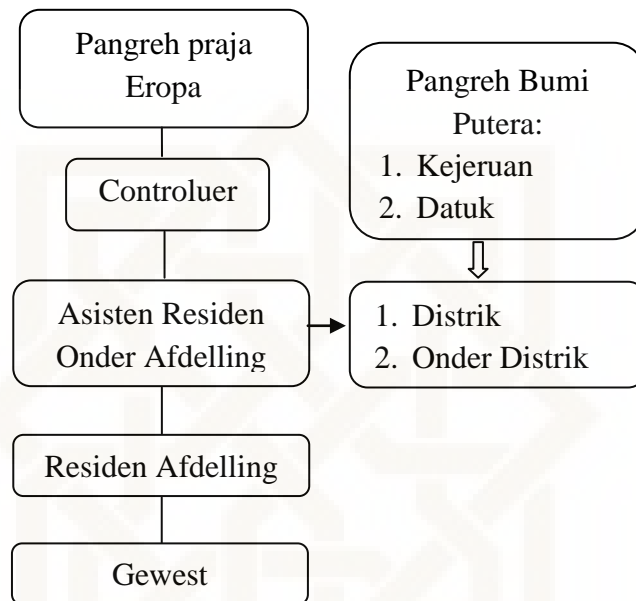 Pangreh praja
Eropa
Controluer
Asisten Residen
Onder Afdelling
Residen Afdelling
Gewest
Pangreh Bumi
Putera:
1. Kejeruan
2. Datuk
1. Distrik
2. Onder Distrik